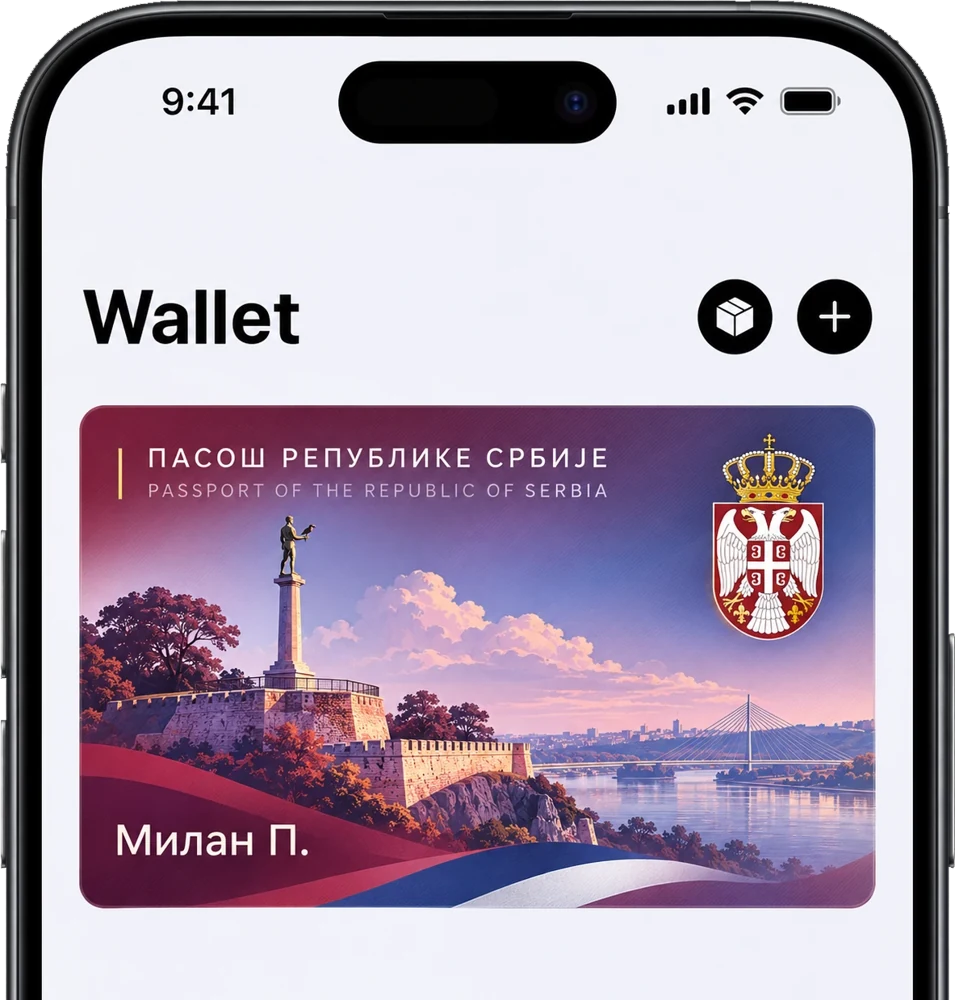 9:41
Wallet
ПАСОШ РЕПУБЛИКЕ СРБИЈЕ
PASSPORT OF THE REPUBLIC OF SERBIA
Милан П.